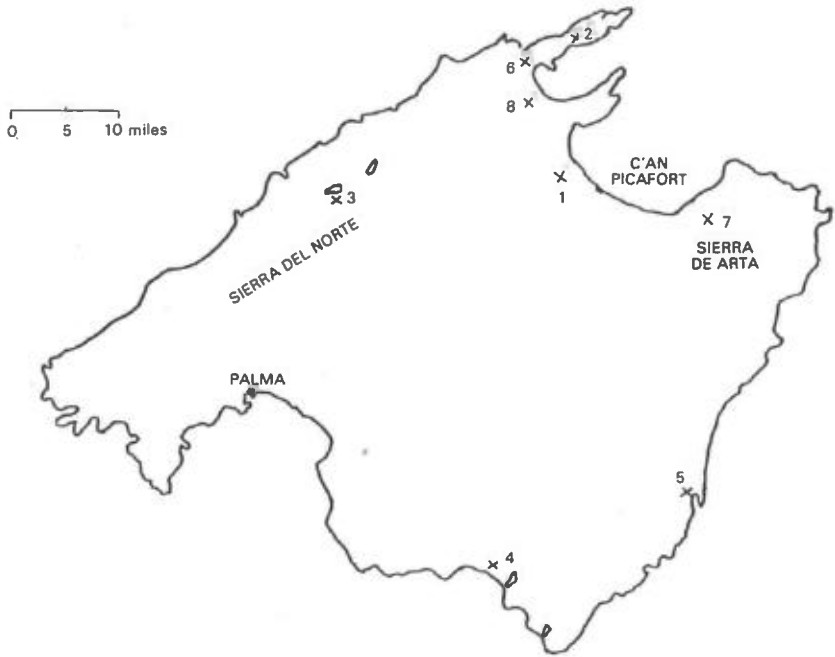 2
6
8
0 5 10 miles
C'AN
PICAFORT
1
3
7
SIERRA DEL NORTE
SIERRA
DE ARTA
PALMA
5
4